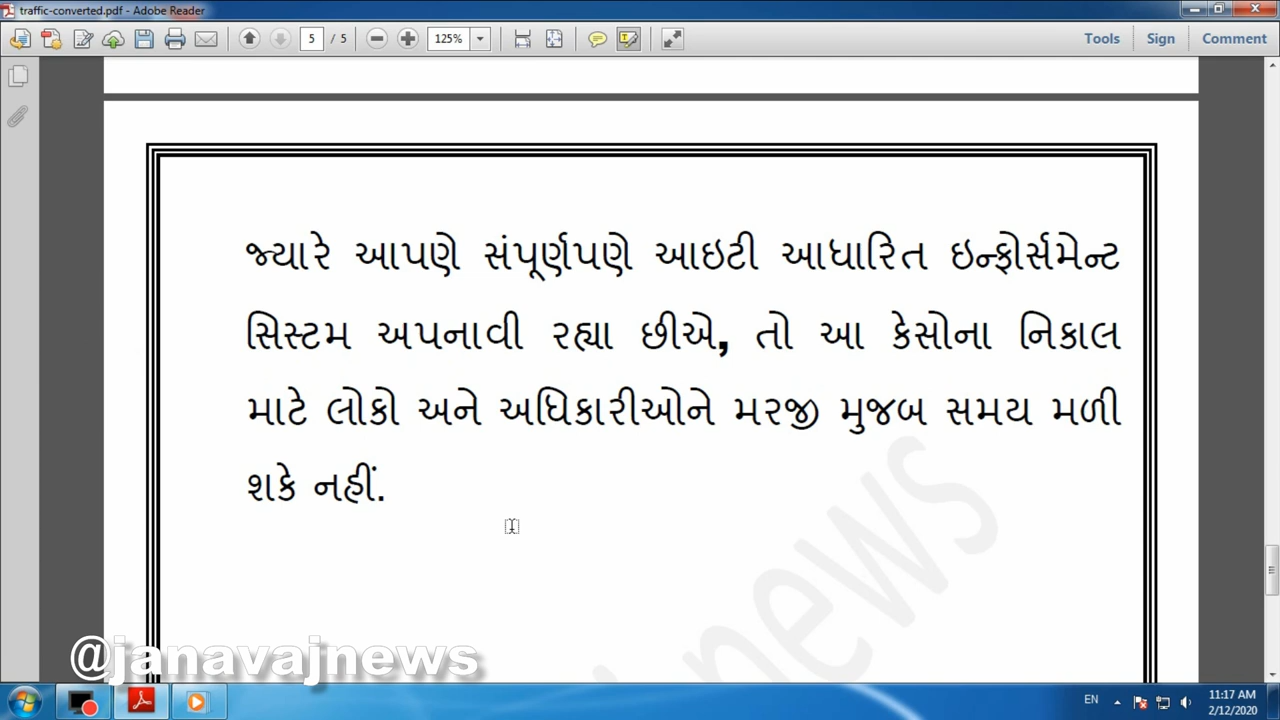 traffic-converted.pdf - Adobe Reader
5 / 5 125% Tools Sign Comment
જ્યારે આપણે સંપૂર્ણપણે આઇટી આધારિત ઇન્ફોર્સમેન્ટ
સિસ્ટમ અપનાવી રહ્યા છીએ, તો આ કેસોના નિકાલ
માટે લોકો અને અધિકારીઓને મરજી મુજબ સમય મળી
શકે નહીં.
news
@janavajnews
EN 11:17 AM
2/12/2020